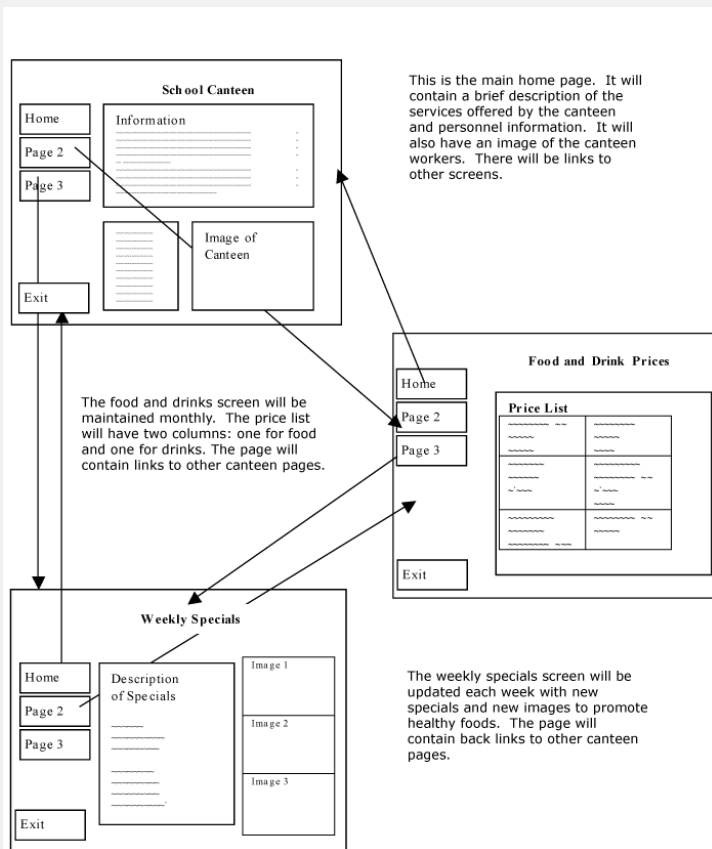 School Canteen
Home
Page 2
Page 3
Exit
Information
Image of
Canteen
This is the main home page. It will
contain a brief description of the
services offered by the canteen
and personnel information. It will
also have an image of the canteen
workers. There will be links to
other screens.
The food and drinks screen will be
maintained monthly. The price list
will have two columns: one for food
and one for drinks. The page will
contain links to other canteen pages.
Food and Drink Prices
Home
Page 2
Page 3
Exit
Price List
Weekly Specials
Home
Page 2
Page 3
Exit
Description
of Specials
Image 1
Image 2
Image 3
The weekly specials screen will be
updated each week with new
specials and new images to promote
healthy foods. The page will
contain back links to other canteen
pages.